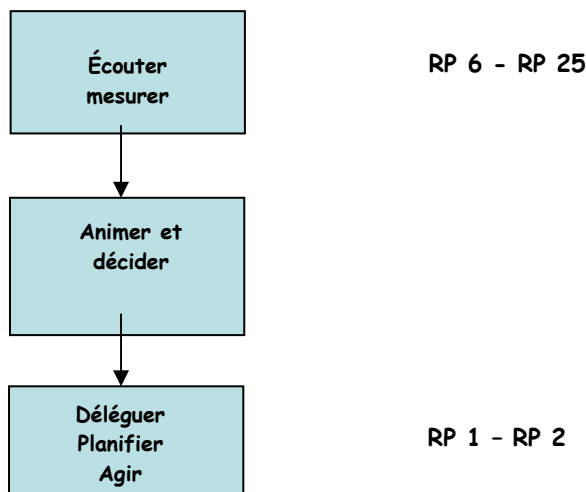 Écouter
mesurer
RP 6 - RP 25
Animer et
décider
Déléguer
Planifier
Agir
RP 1 - RP 2